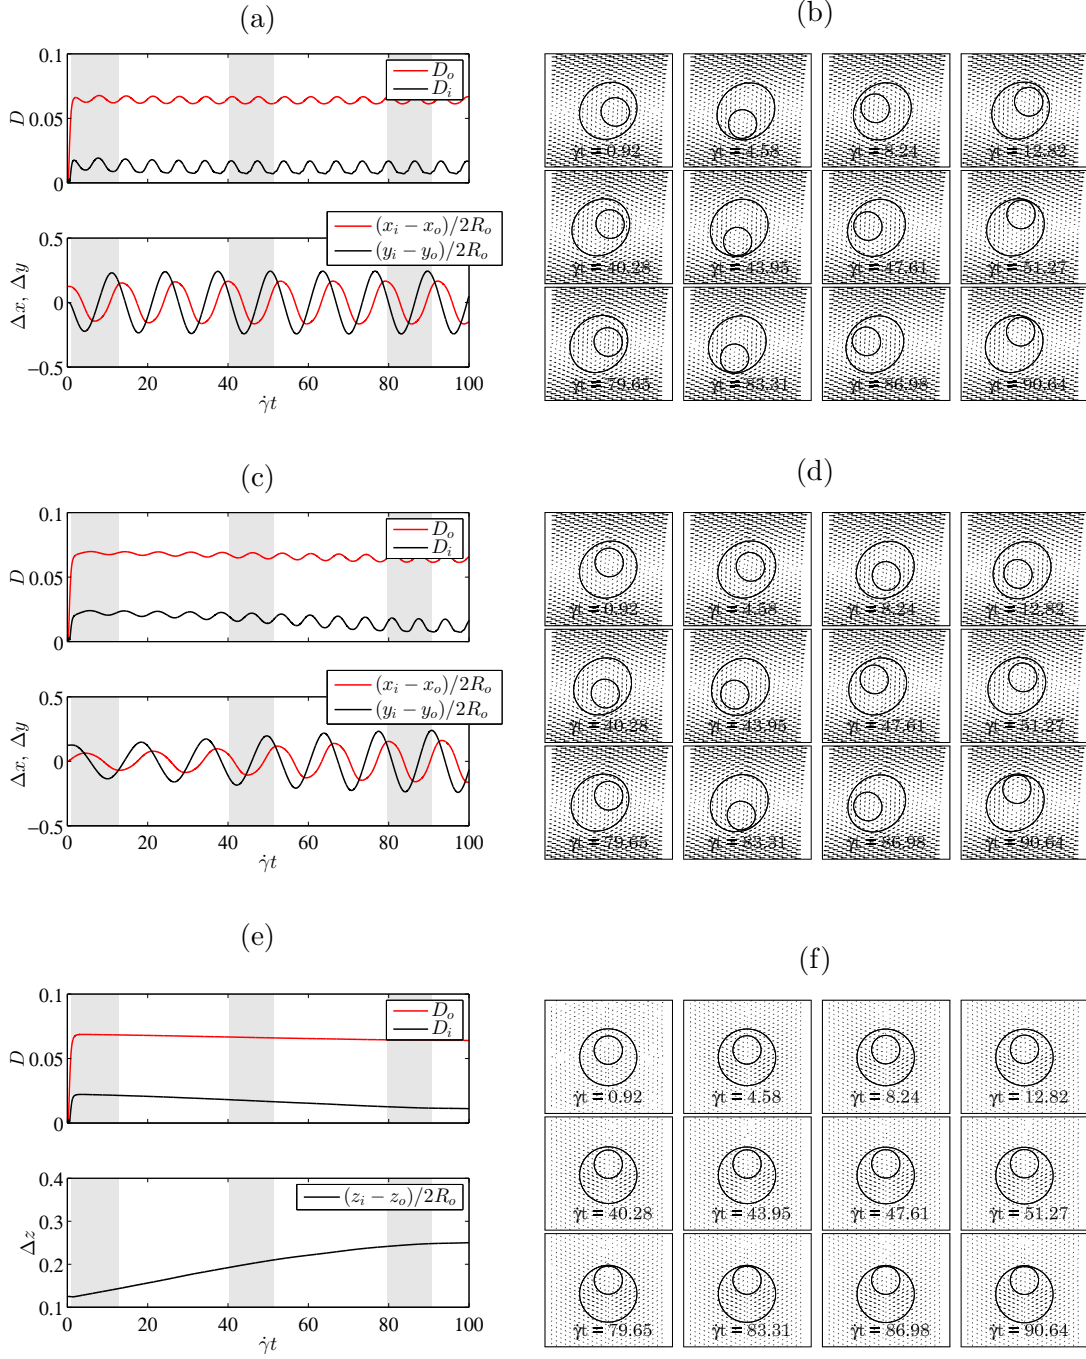 (a)
0.1
0.05
0
D
D_o
D_i
0.5
0
−0.5
Δx, Δy
(x_i − x_o)/2R_o
(y_i − y_o)/2R_o
0 20 40 60 80 100
γ̇t
(b)
γ̇t = 0.92 γ̇t = 4.58 γ̇t = 8.24 γ̇t = 12.82
γ̇t = 40.28 γ̇t = 43.95 γ̇t = 47.61 γ̇t = 51.27
γ̇t = 79.65 γ̇t = 83.31 γ̇t = 86.98 γ̇t = 90.64
(c)
0.1
0.05
0
D
D_o
D_i
0.5
0
−0.5
Δx, Δy
(x_i − x_o)/2R_o
(y_i − y_o)/2R_o
0 20 40 60 80 100
γ̇t
(d)
γ̇t = 0.92 γ̇t = 4.58 γ̇t = 8.24 γ̇t = 12.82
γ̇t = 40.28 γ̇t = 43.95 γ̇t = 47.61 γ̇t = 51.27
γ̇t = 79.65 γ̇t = 83.31 γ̇t = 86.98 γ̇t = 90.64
(e)
0.1
0.05
0
D
D_o
D_i
0.4
0.3
0.2
0.1
Δz
(z_i − z_o)/2R_o
0 20 40 60 80 100
γ̇t
(f)
γ̇t = 0.92 γ̇t = 4.58 γ̇t = 8.24 γ̇t = 12.82
γ̇t = 40.28 γ̇t = 43.95 γ̇t = 47.61 γ̇t = 51.27
γ̇t = 79.65 γ̇t = 83.31 γ̇t = 86.98 γ̇t = 90.64